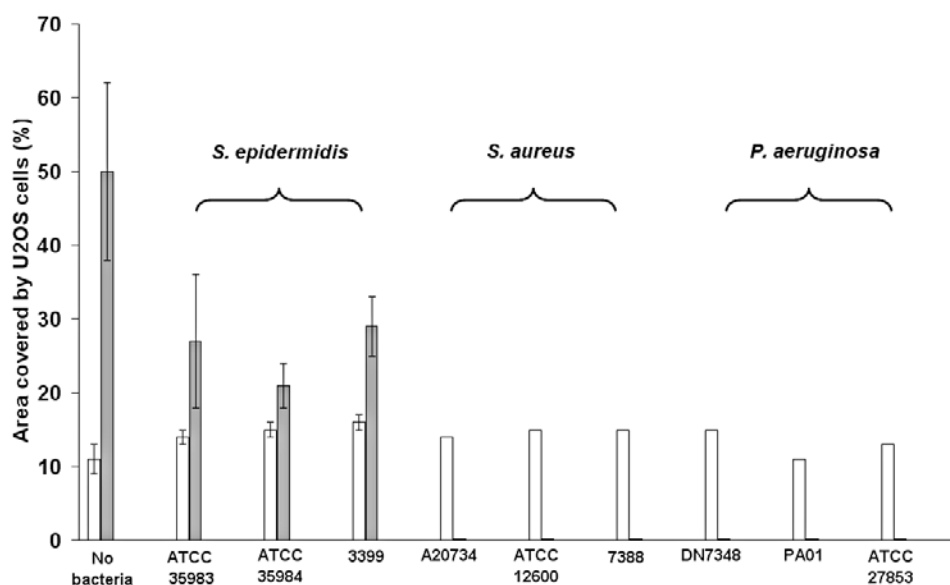 Area covered by U2OS cells (%)
70
60
50
40
30
20
10
0
S. epidermidis
S. aureus
P. aeruginosa
No
bacteria
ATCC
35983
ATCC
35984
3399
A20734
ATCC
12600
7388
DN7348
PA01
ATCC
27853